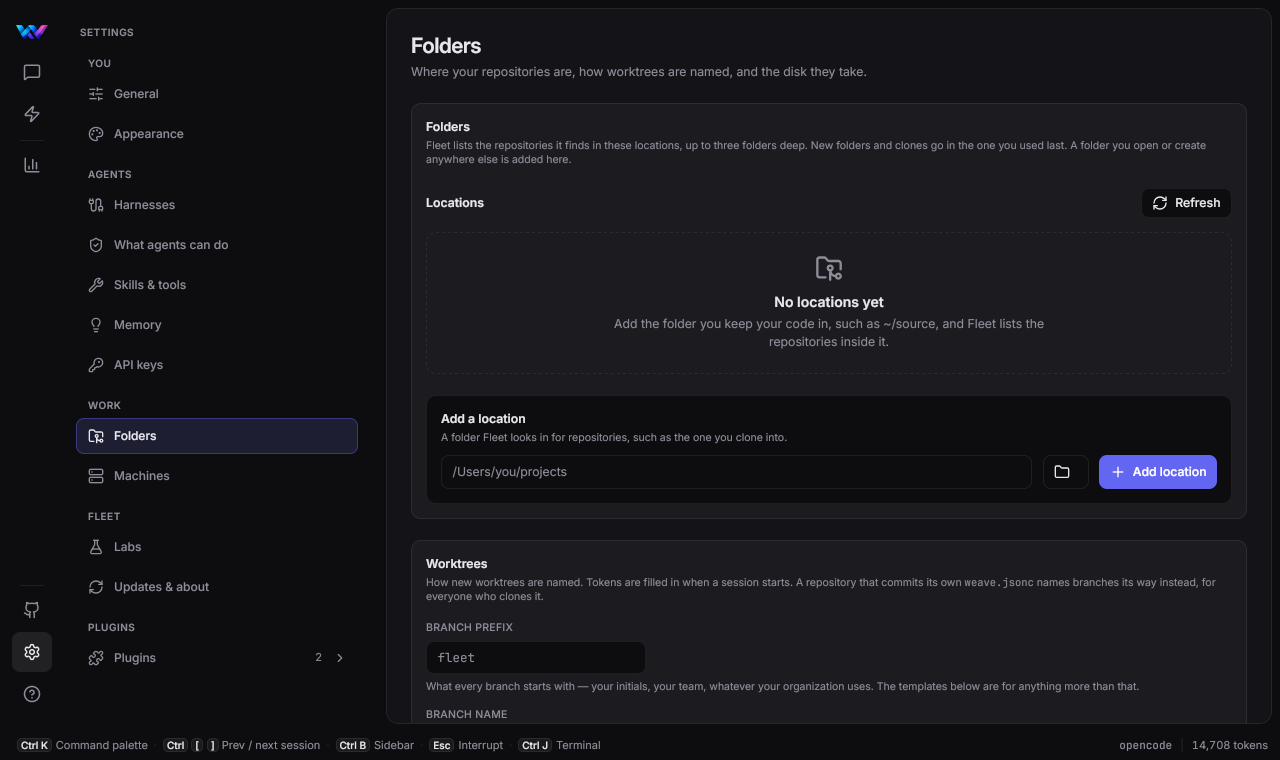 SETTINGS
YOU
General
Appearance
AGENTS
Harnesses
What agents can do
Skills & tools
Memory
API keys
WORK
Folders
Machines
FLEET
Labs
Updates & about
PLUGINS
Plugins 2
Folders
Where your repositories are, how worktrees are named, and the disk they take.
Folders
Fleet lists the repositories it finds in these locations, up to three folders deep. New folders and clones go in the one you used last. A folder you open or create
anywhere else is added here.
Locations
Refresh
No locations yet
Add the folder you keep your code in, such as ~/source, and Fleet lists the
repositories inside it.
Add a location
A folder Fleet looks in for repositories, such as the one you clone into.
/Users/you/projects
Add location
Worktrees
How new worktrees are named. Tokens are filled in when a session starts. A repository that commits its own weave.jsonc names branches its way instead, for
everyone who clones it.
BRANCH PREFIX
fleet
What every branch starts with — your initials, your team, whatever your organization uses. The templates below are for anything more than that.
BRANCH NAME
Ctrl K Command palette · Ctrl [ ] Prev / next session · Ctrl B Sidebar · Esc Interrupt · Ctrl J Terminal
opencode 14,708 tokens